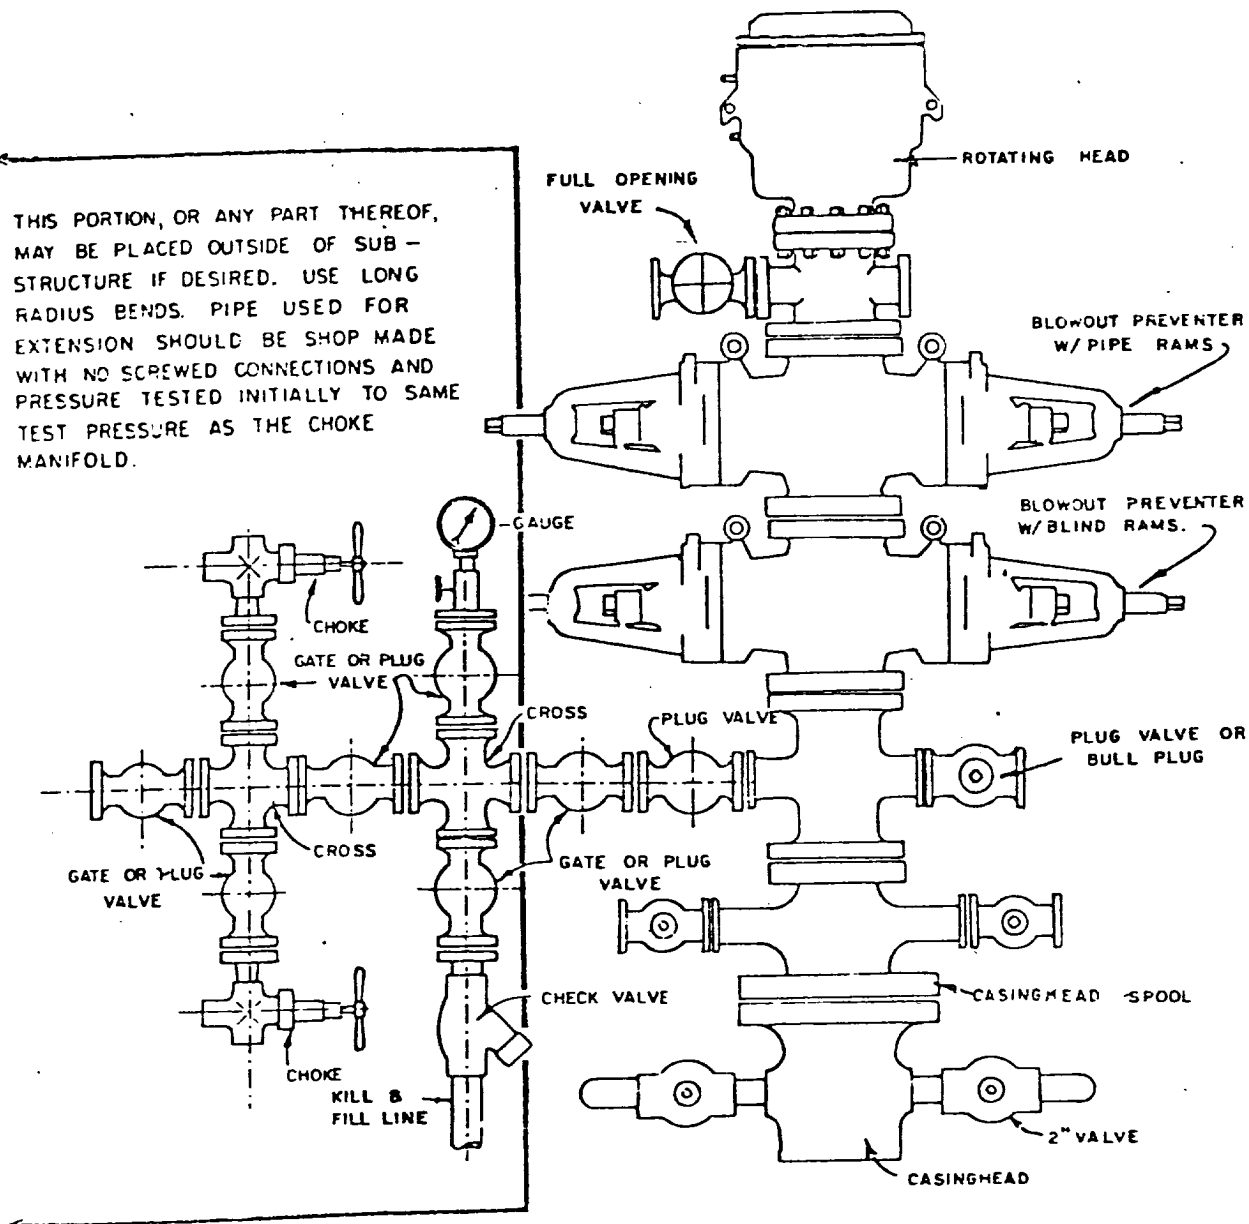 ROTATING HEAD
FULL OPENING
VALVE
THIS PORTION, OR ANY PART THEREOF,
MAY BE PLACED OUTSIDE OF SUB-
STRUCTURE IF DESIRED. USE LONG
RADIUS BENDS. PIPE USED FOR
EXTENSION SHOULD BE SHOP MADE
WITH NO SCREWED CONNECTIONS AND
PRESSURE TESTED INITIALLY TO SAME
TEST PRESSURE AS THE CHOKE
MANIFOLD.
BLOWOUT PREVENTER
W/PIPE RAMS
BLOWOUT PREVENTER
W/BLIND RAMS.
GAUGE
CHOKE
GATE OR PLUG
VALVE
CROSS
PLUG VALVE
PLUG VALVE OR
BULL PLUG
CROSS
GATE OR PLUG
VALVE
GATE OR PLUG
VALVE
CHECK VALVE
CASINGHEAD SPOOL
CHOKE
KILL &
FILL LINE
2" VALVE
CASINGHEAD